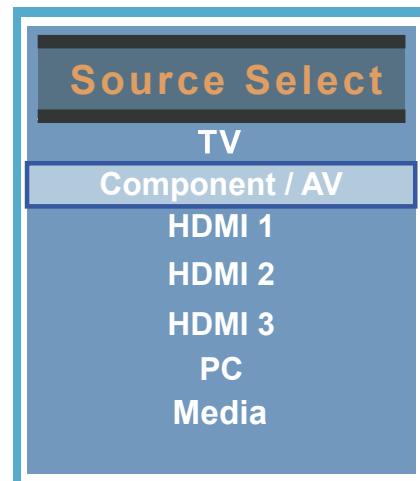 Source Select
TV
Component / AV
HDMI 1
HDMI 2
HDMI 3
PC
Media